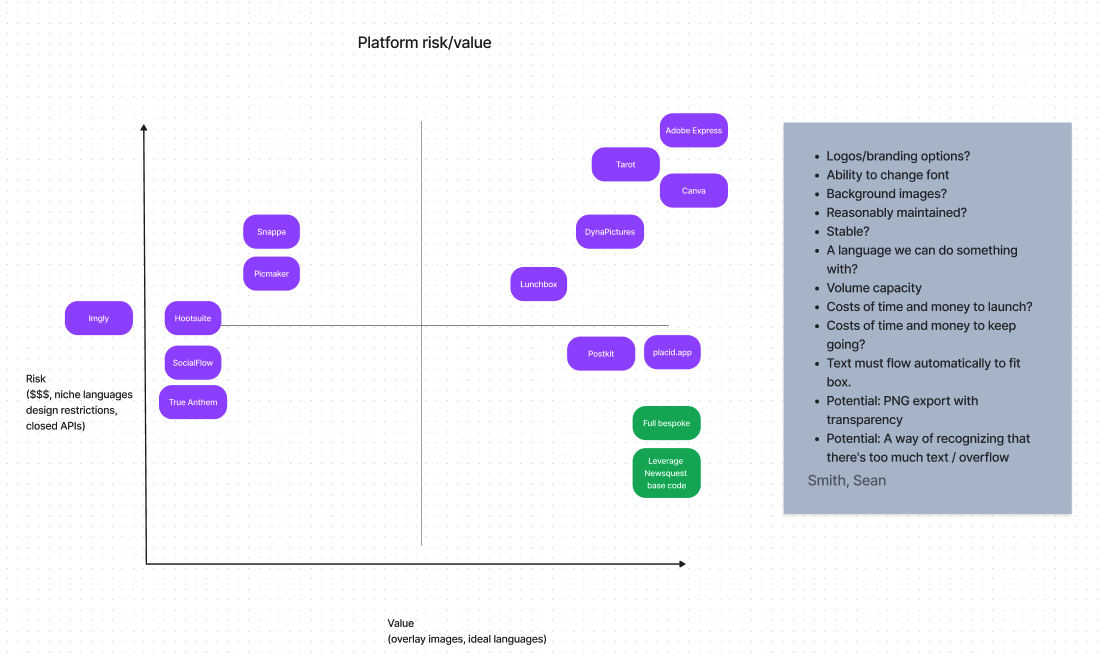 Platform risk/value
Adobe Express
Tarot
Canva
Snappa
DynaPictures
Picmaker
Lunchbox
Imgly
Hootsuite
Postkit
placid.app
SocialFlow
True Anthem
Full bespoke
Leverage
Newsquest
base code
Risk
($$$, niche languages
design restrictions,
closed APIs)
Value
(overlay images, ideal languages)
• Logos/branding options?
• Ability to change font
• Background images?
• Reasonably maintained?
• Stable?
• A language we can do something
with?
• Volume capacity
• Costs of time and money to launch?
• Costs of time and money to keep
going?
• Text must flow automatically to fit
box.
• Potential: PNG export with
transparency
• Potential: A way of recognizing that
there's too much text / overflow
Smith, Sean